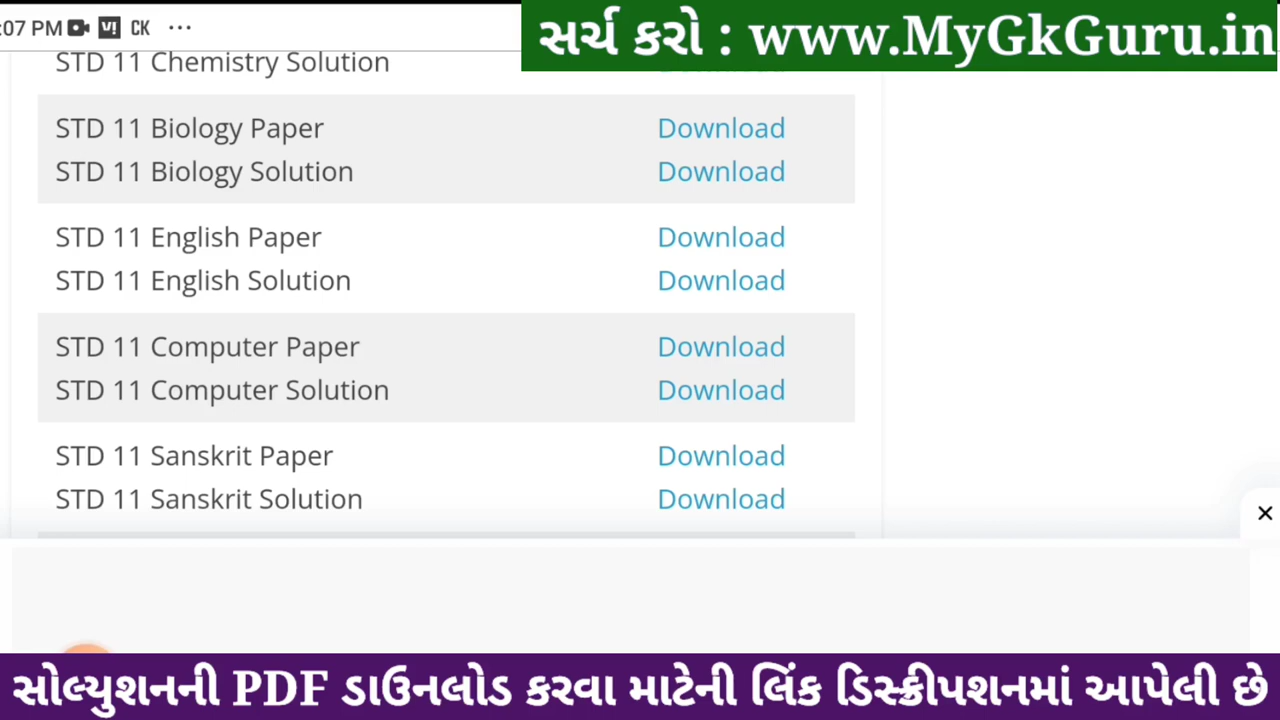 :07 PM V! CK ...
સર્ચ કરો : www.MyGkGuru.in
STD 11 Chemistry Solution
STD 11 Biology Paper Download
STD 11 Biology Solution Download
STD 11 English Paper Download
STD 11 English Solution Download
STD 11 Computer Paper Download
STD 11 Computer Solution Download
STD 11 Sanskrit Paper Download
STD 11 Sanskrit Solution Download
સોલ્યુશનની PDF ડાઉનલોડ કરવા માટેની લિંક ડિસ્ક્રીપશનમાં આપેલી છે